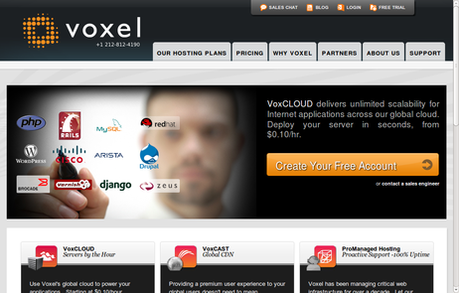 SALES CHAT BLOG LOGIN FREE TRIAL
voxel
+1 212-812-4190
OUR HOSTING PLANS PRICING WHY VOXEL PARTNERS ABOUT US SUPPORT
php RAILS MySQL redhat
WORDPRESS CISCO ARISTA Drupal
BROCADE varnish django zeus
VoxCLOUD delivers unlimited scalability for
Internet applications across our global cloud.
Deploy your server in seconds, from
$0.10/hr.
Create Your Free Account
or contact a sales engineer
VoxCLOUD
Servers by the Hour
Use Voxel's global cloud to power your
applications. Starting at $0.10/hour
VoxCAST
Global CDN
Providing a premium user experience to your
global users doesn't need to mean
ProManaged Hosting
Proactive Support -100% Uptime
Voxel has been managing critical web
infrastructure for over a decade. Let our